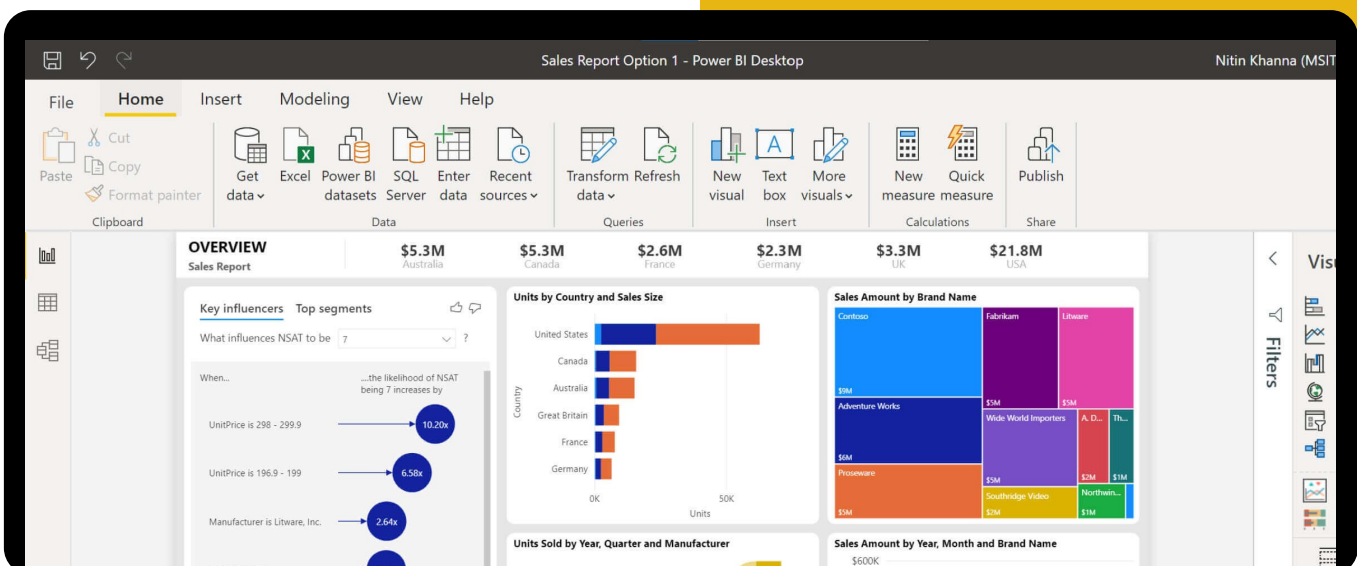 Sales Report Option 1 - Power BI Desktop
Nitin Khanna (MSIT
File Home Insert Modeling View Help
Paste
Cut
Copy
Format painter
Clipboard
Get data
Excel
Power BI datasets
SQL Server
Enter data
Recent sources
Data
Transform data
Refresh
Queries
New visual
A
Text box
More visuals
Insert
New measure
Quick measure
Calculations
Publish
Share
OVERVIEW
Sales Report
$5.3M
Australia
$5.3M
Canada
$2.6M
France
$2.3M
Germany
$3.3M
UK
$21.8M
USA
Key influencers Top segments
What influences NSAT to be 7 ?
When...
....the likelihood of NSAT
being 7 increases by
UnitPrice is 298 - 299.9 10.20x
UnitPrice is 196.9 - 199 6.58x
Manufacturer is Litware, Inc. 2.64x
Units by Country and Sales Size
Country
United States
Canada
Australia
Great Britain
France
Germany
0K 50K
Units
Sales Amount by Brand Name
Contoso
$9M
Adventure Works
$6M
Proseware
$5M
Fabrikam
$5M
Litware
$5M
Wide World Importers
$5M
A. D...
$2M
Th...
$1M
Southridge Video
$2M
Northwin...
$1M
Units Sold by Year, Quarter and Manufacturer
Sales Amount by Year, Month and Brand Name
$600K
Filters
Vis